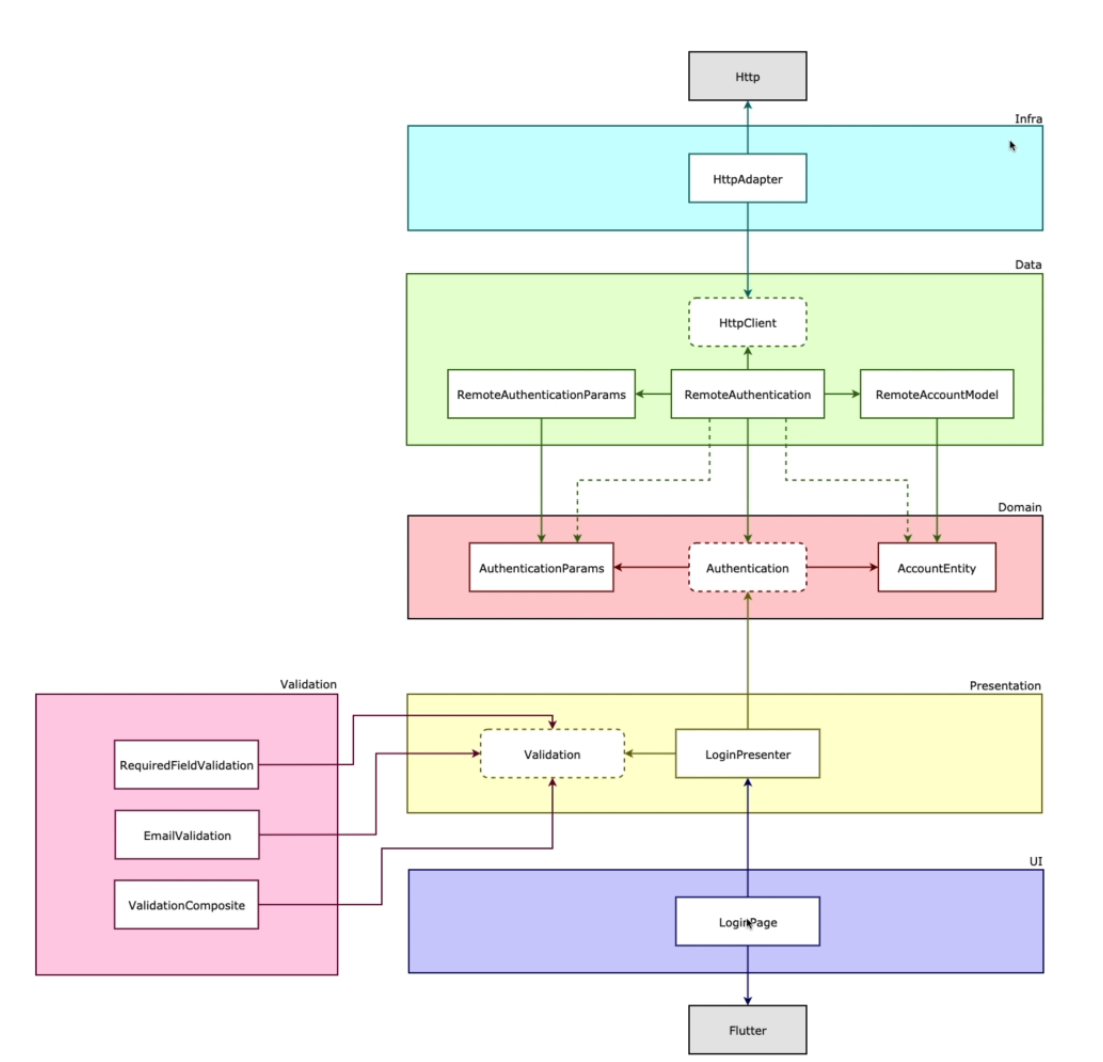 Http
Infra
HttpAdapter
Data
HttpClient
RemoteAuthenticationParams
RemoteAuthentication
RemoteAccountModel
Domain
AuthenticationParams
Authentication
AccountEntity
Validation
Presentation
RequiredFieldValidation
Validation
LoginPresenter
EmailValidation
UI
ValidationComposite
LoginPage
Flutter